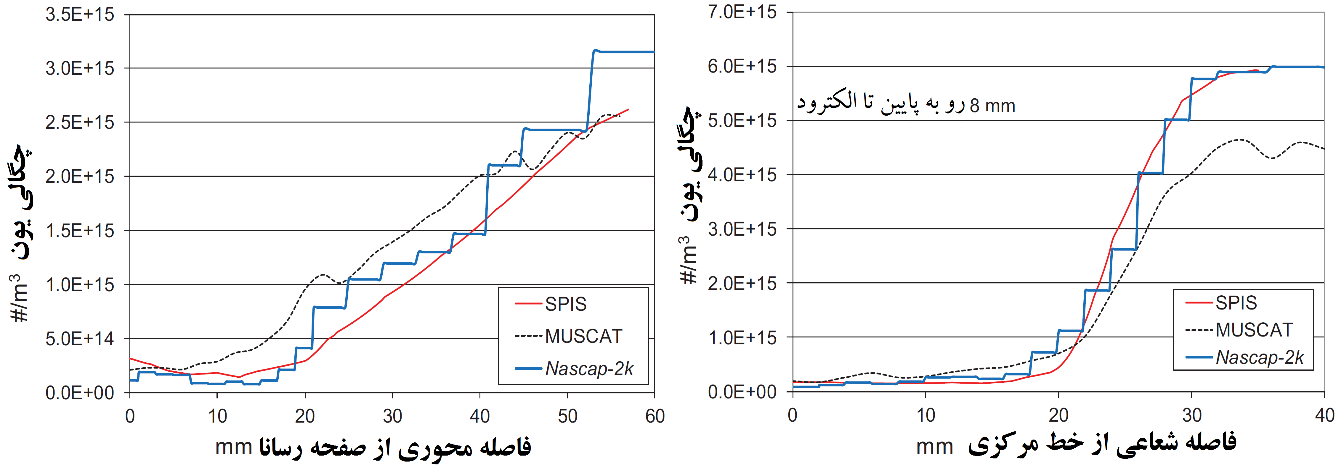 3.5E+15
3.0E+15
2.5E+15
2.0E+15
1.5E+15
1.0E+15
5.0E+14
0.0E+00
چگالی یون #/m³
SPIS
MUSCAT
Nascap-2k
0 10 20 30 40 50 60
فاصله محوری از صفحه رسانا mm
7.0E+15
6.0E+15
5.0E+15
4.0E+15
3.0E+15
2.0E+15
1.0E+15
0.0E+00
چگالی یون #/m³
8 mm رو به پایین تا الکترود
SPIS
MUSCAT
Nascap-2k
0 10 20 30 40
فاصله شعاعی از خط مرکزی mm